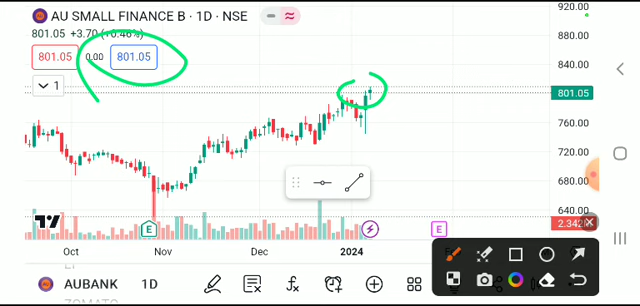 AU SMALL FINANCE B · 1D · NSE
801.05 +3.70 (+0.46%)
801.05 0.00 801.05
1
920.00
880.00
840.00
801.05
760.00
720.00
680.00
640.00
2.342
E
E
Oct Nov Dec 2024
AUBANK 1D
ZOMATO